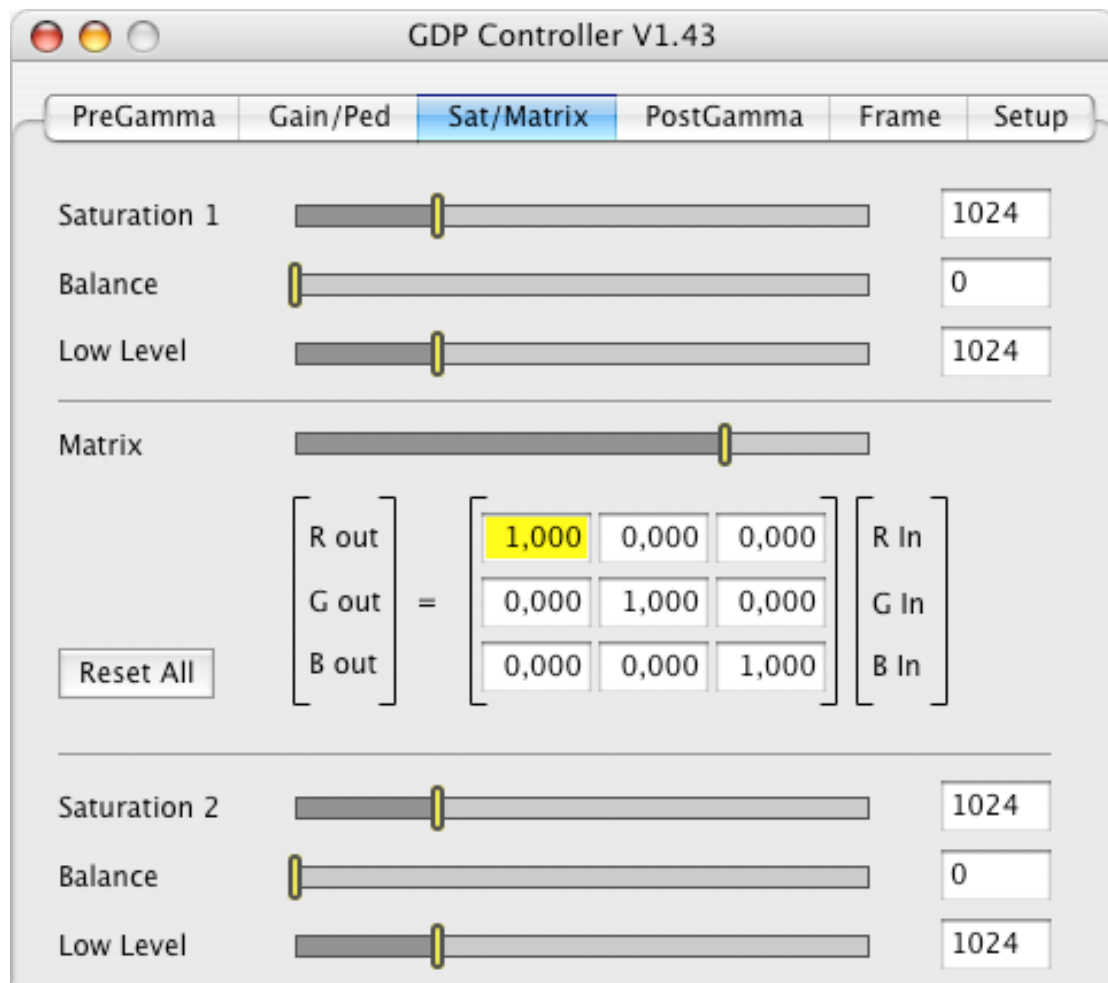 GDP Controller V1.43
PreGamma Gain/Ped Sat/Matrix PostGamma Frame Setup
Saturation 1 1024
Balance 0
Low Level 1024
Matrix
R out 1,000 0,000 0,000 R In
G out = 0,000 1,000 0,000 G In
B out 0,000 0,000 1,000 B In
Reset All
Saturation 2 1024
Balance 0
Low Level 1024